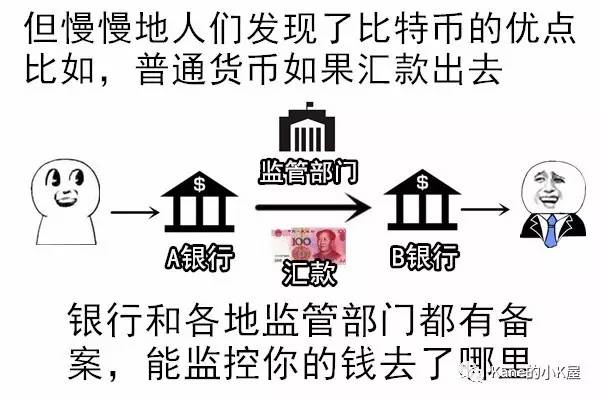 但慢慢地人们发现了比特币的优点
比如，普通货币如果汇款出去
监管部门
$
$
100
A银行
汇款
B银行
银行和各地监管部门都有备
案，能监控你的钱去了哪里
Kane的小K屋